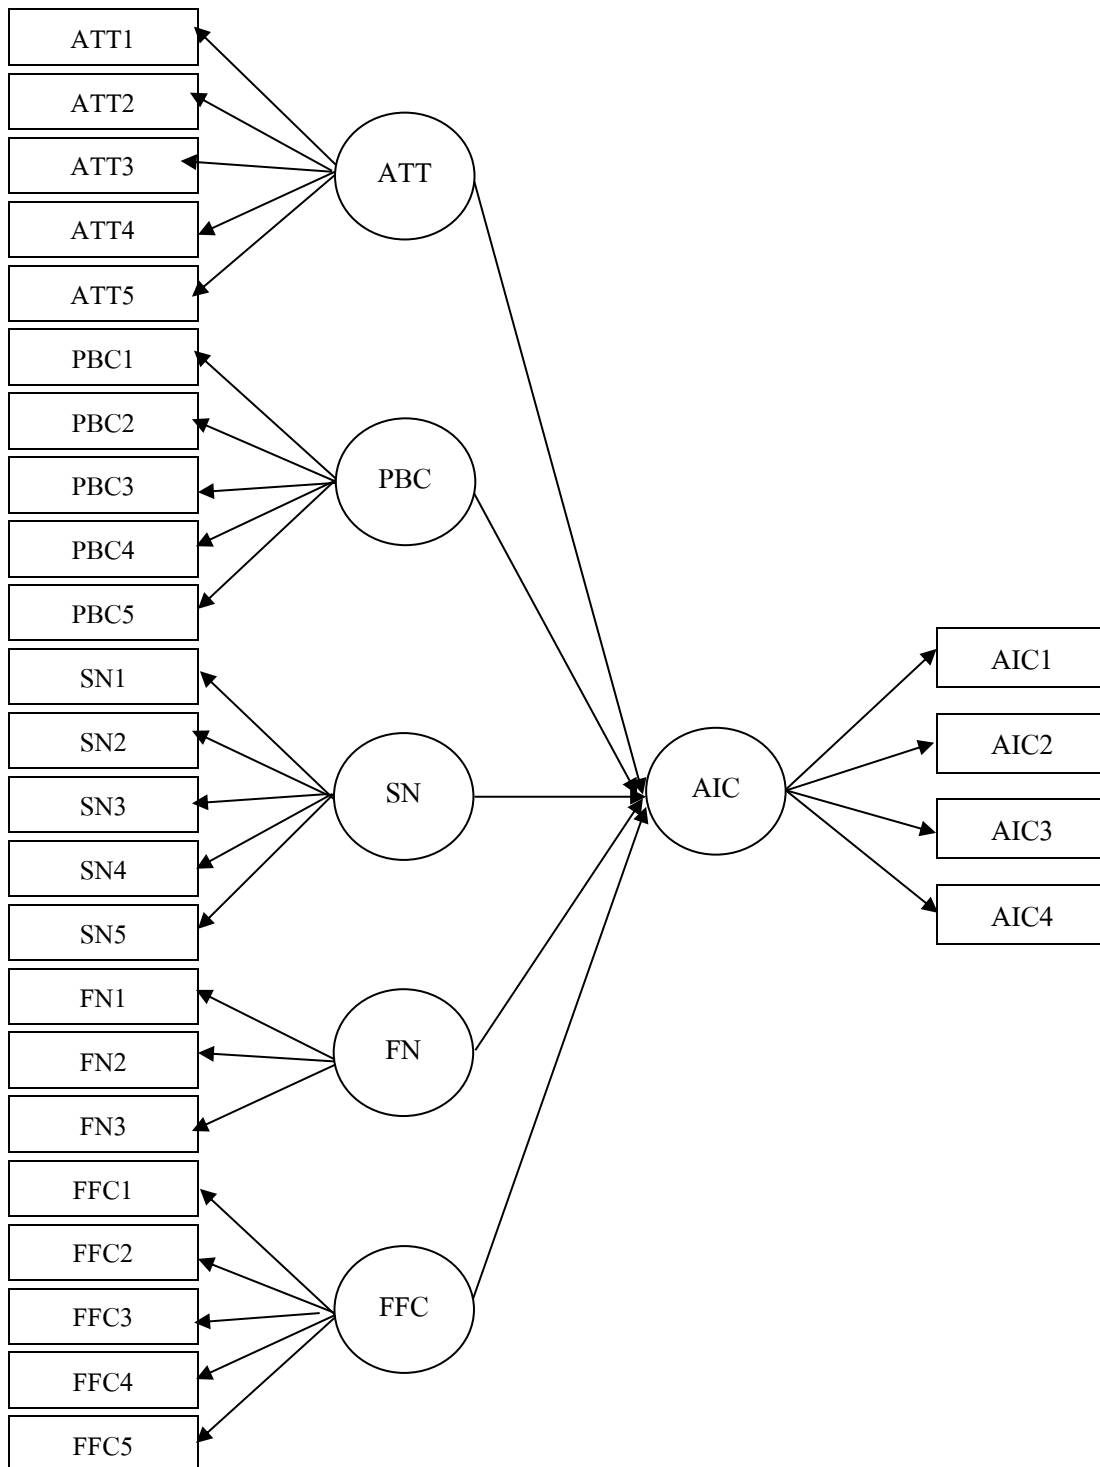 ATT1
ATT2
ATT3
ATT4
ATT5
PBC1
PBC2
PBC3
PBC4
PBC5
SN1
SN2
SN3
SN4
SN5
FN1
FN2
FN3
FFC1
FFC2
FFC3
FFC4
FFC5
ATT
PBC
SN
FN
FFC
AIC
AIC1
AIC2
AIC3
AIC4